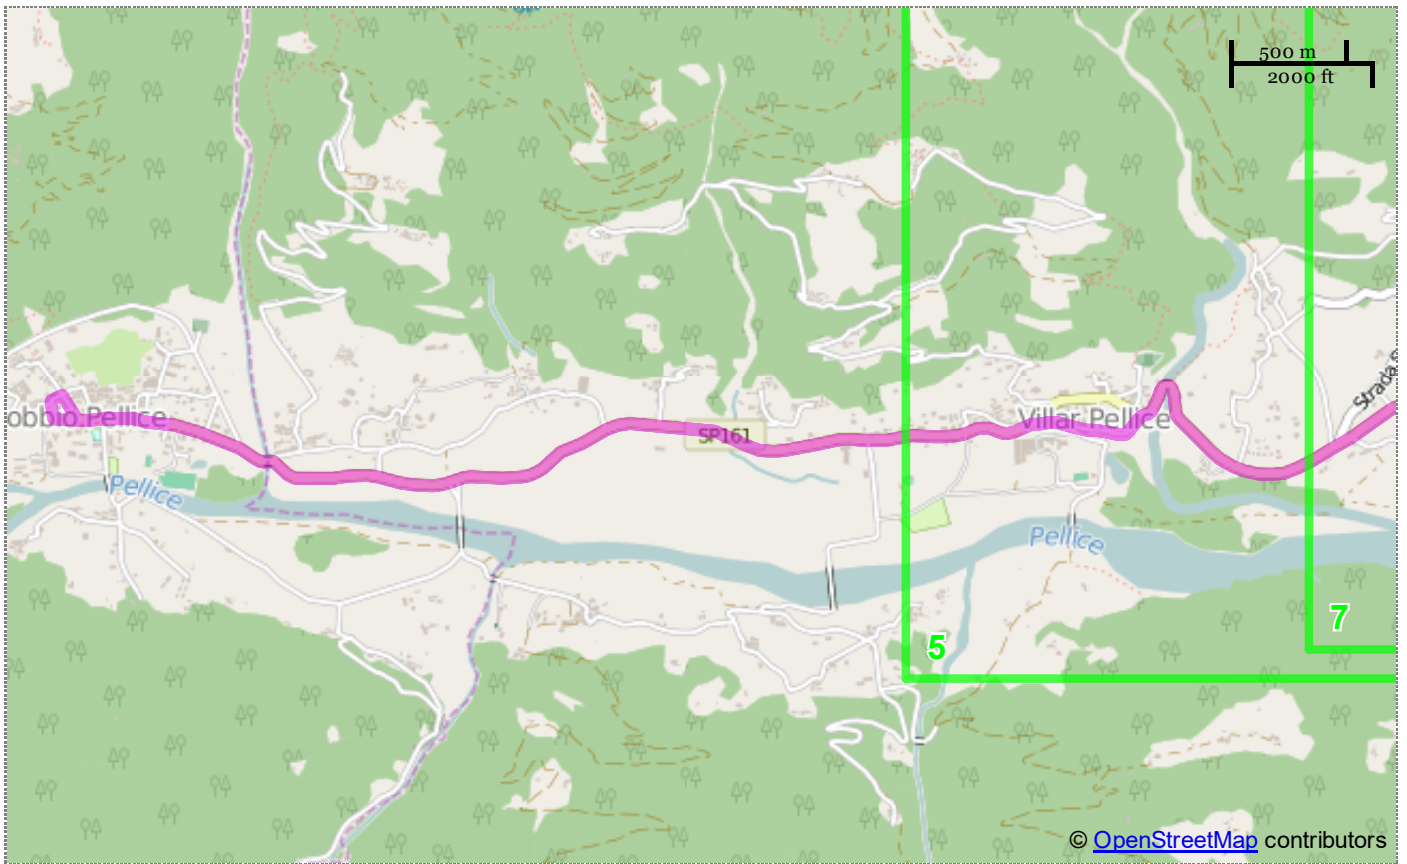 500 m
2000 ft
Strada S
obbio Pellice
Villar Pellice
SP161
Pellice
Pellice
7
5
© OpenStreetMap contributors